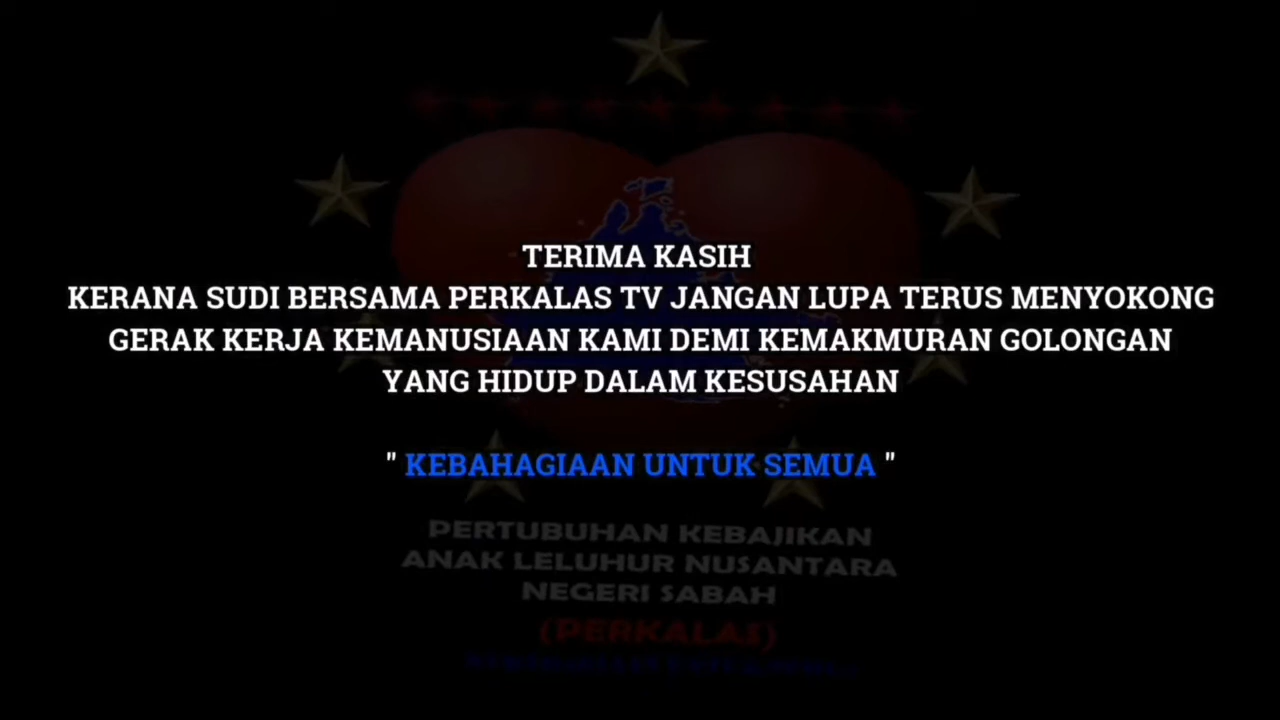 TERIMA KASIH
KERANA SUDI BERSAMA PERKALAS TV JANGAN LUPA TERUS MENYOKONG
GERAK KERJA KEMANUSIAAN KAMI DEMI KEMAKMURAN GOLONGAN
YANG HIDUP DALAM KESUSAHAN
" KEBAHAGIAAN UNTUK SEMUA "
PERTUBUHAN KEBAJIKAN
ANAK LELUHUR NUSANTARA
NEGERI SABAH
(PERKALAS)